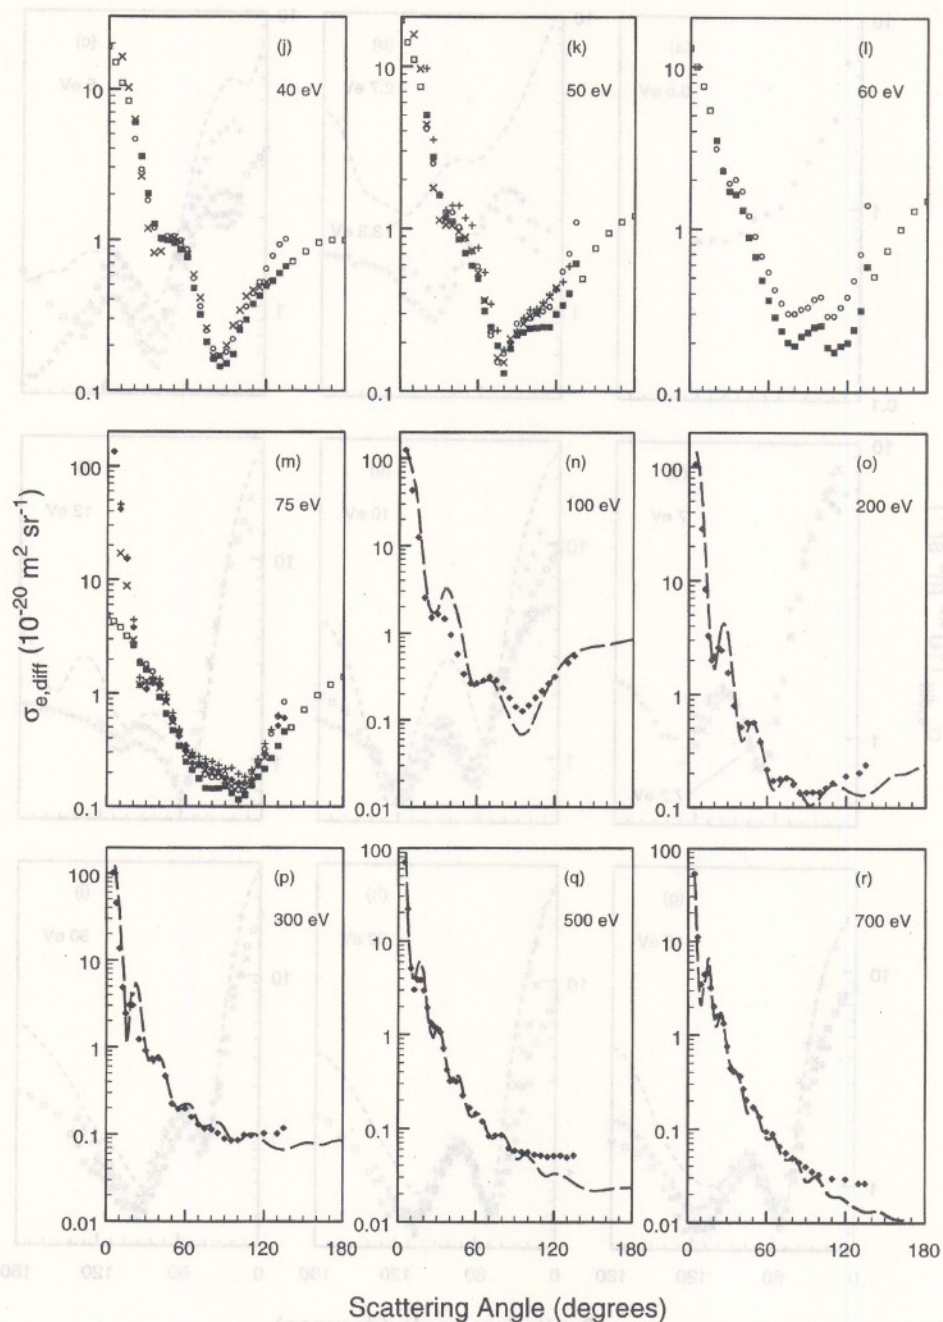 (j) (k) (l)
40 eV 50 eV 60 eV
10 10 10
1 1 1
0.1 0.1 0.1
(m) (n) (o)
75 eV 100 eV 200 eV
100 100 100
10 10 10
1 1 1
0.1 0.1 0.1
0.01
σe,diff (10⁻²⁰ m² sr⁻¹)
(p) (q) (r)
300 eV 500 eV 700 eV
100 100 100
10 10 10
1 1 1
0.1 0.1 0.1
0.01 0.01 0.01
0 60 120 180 0 60 120 180 0 60 120 180
Scattering Angle (degrees)